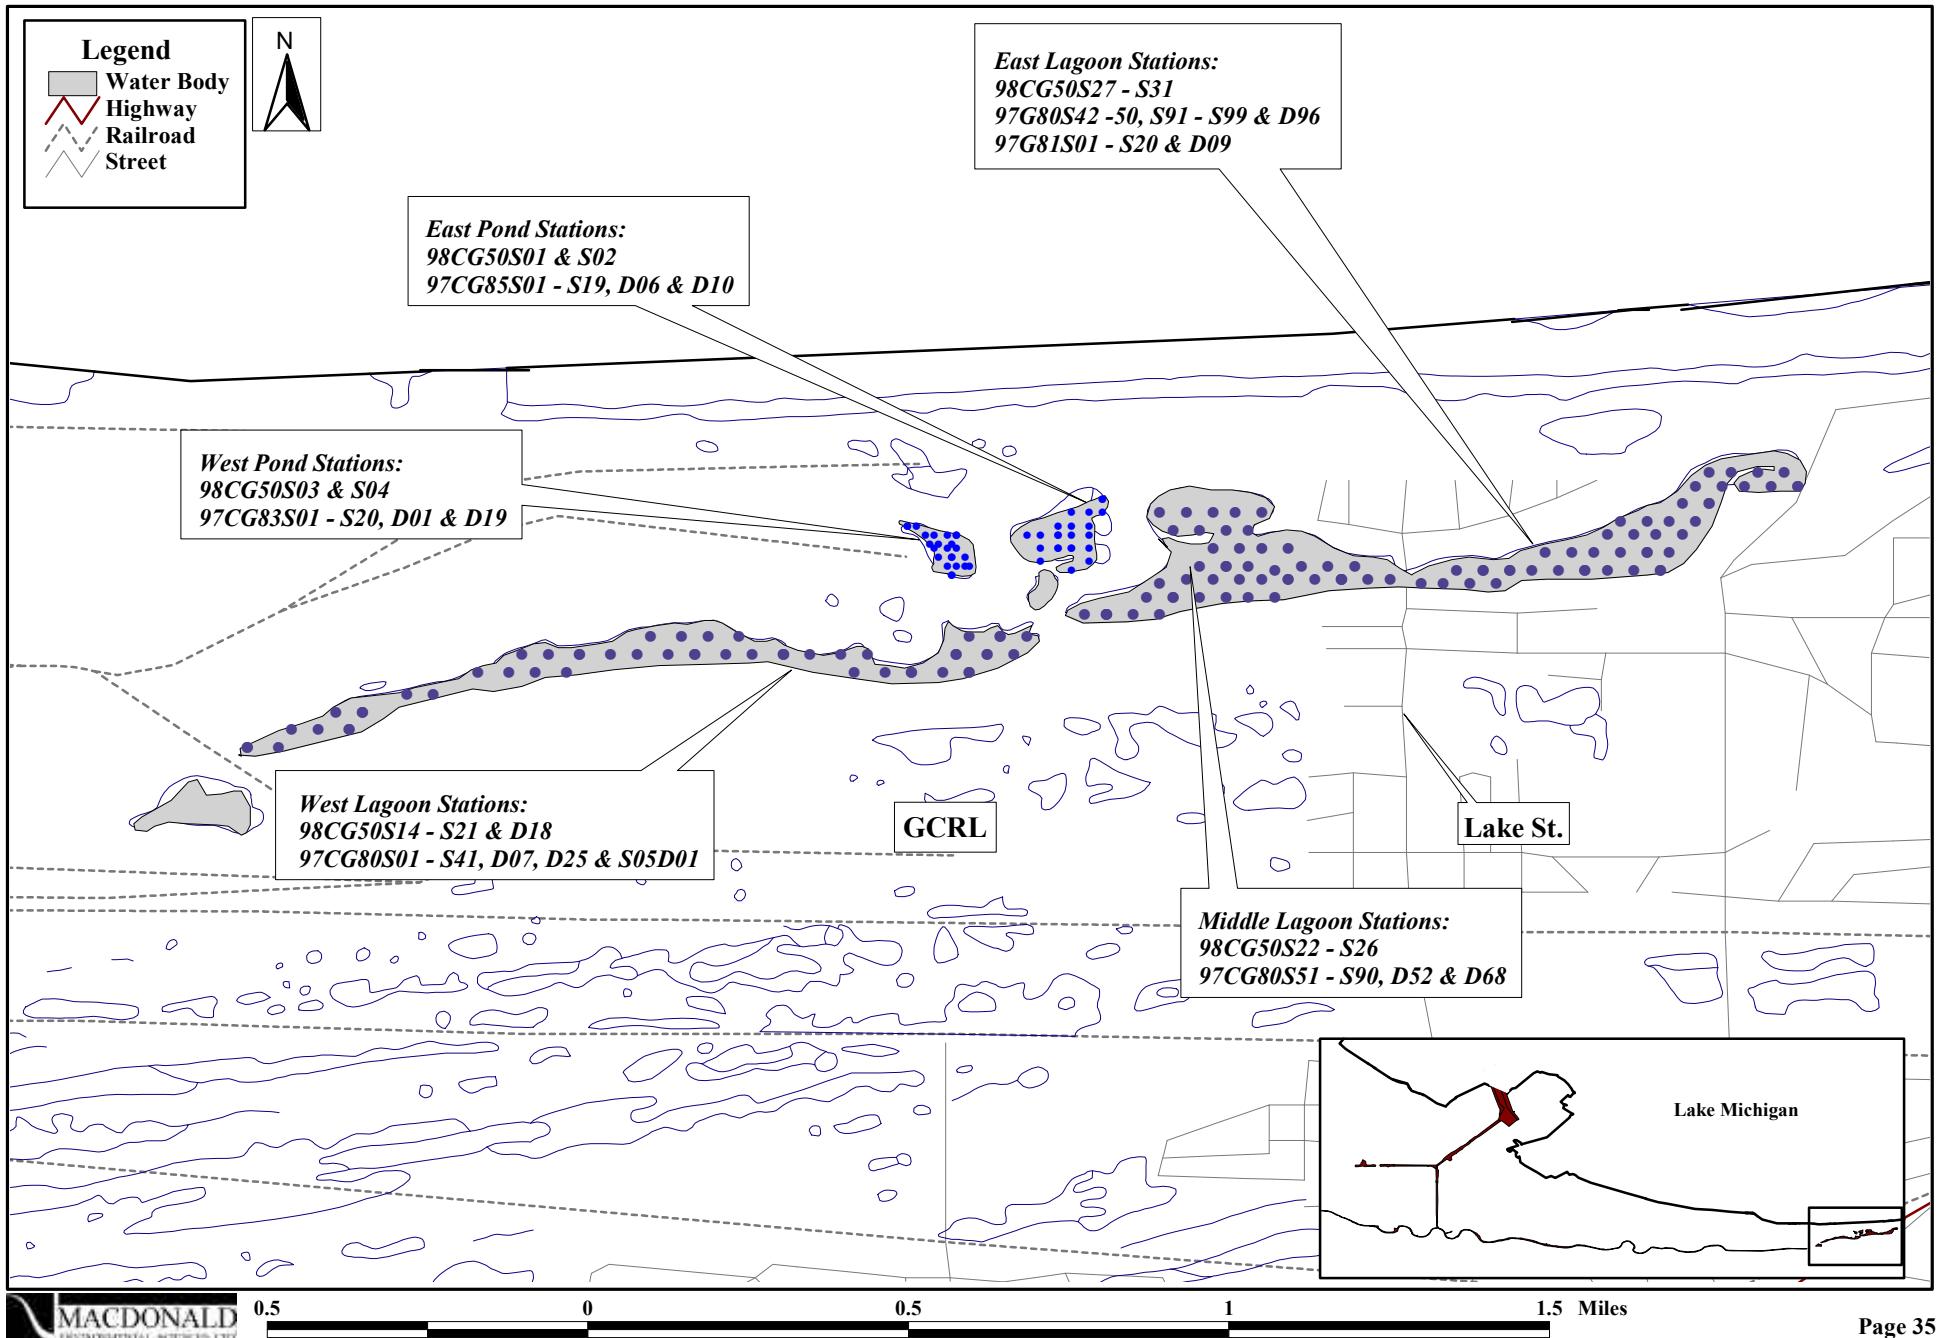 Legend
Water Body
Highway
Railroad
Street
N
East Lagoon Stations:
98CG50S27 - S31
97G80S42 -50, S91 - S99 & D96
97G81S01 - S20 & D09
East Pond Stations:
98CG50S01 & S02
97CG85S01 - S19, D06 & D10
West Pond Stations:
98CG50S03 & S04
97CG83S01 - S20, D01 & D19
West Lagoon Stations:
98CG50S14 - S21 & D18
97CG80S01 - S41, D07, D25 & S05D01
GCRL
Lake St.
Middle Lagoon Stations:
98CG50S22 - S26
97CG80S51 - S90, D52 & D68
Lake Michigan
MACDONALD
0.5 0 0.5 1 1.5 Miles
Page 35